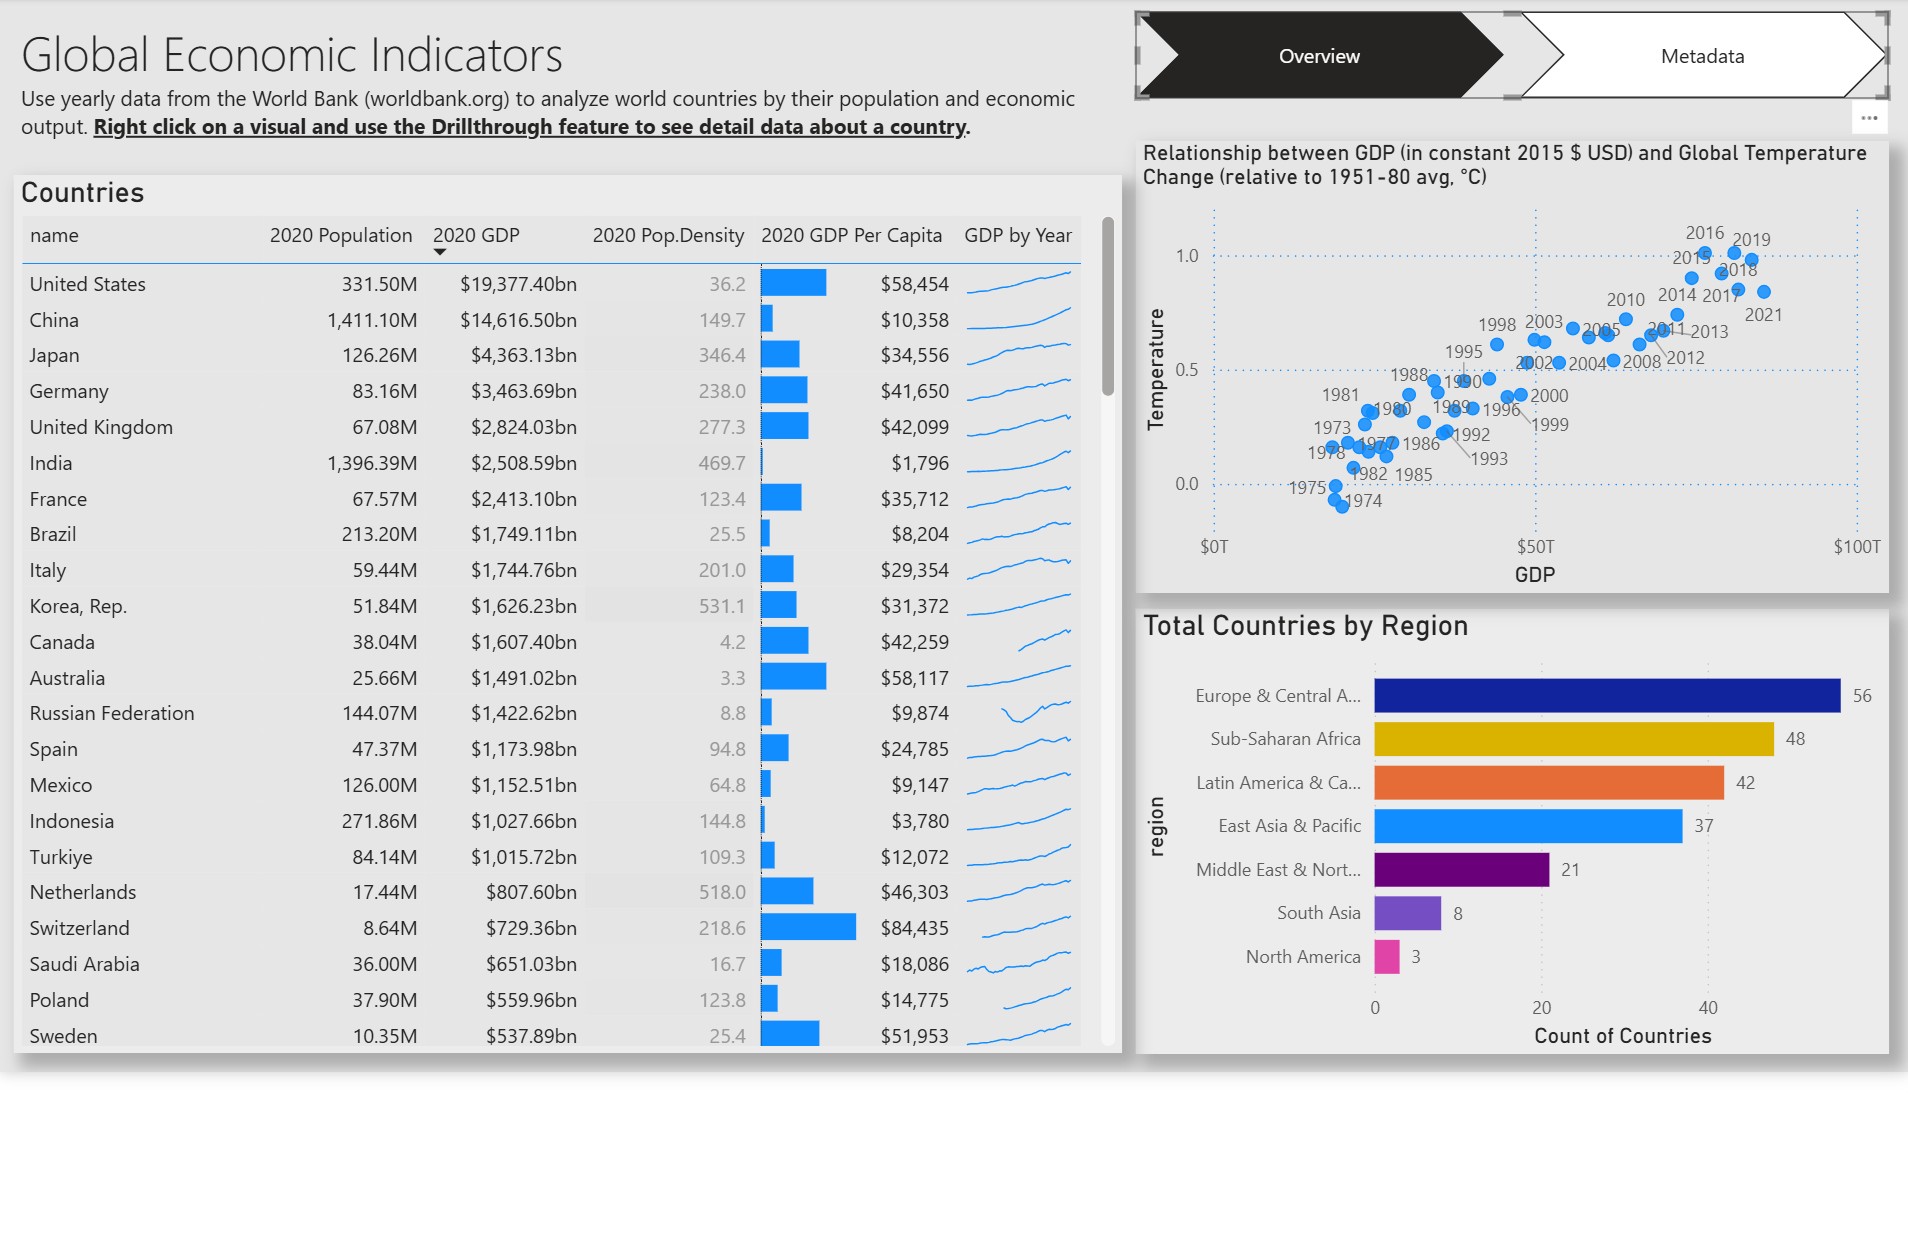 Global Economic Indicators
Use yearly data from the World Bank (worldbank.org) to analyze world countries by their population and economic
output. Right click on a visual and use the Drillthrough feature to see detail data about a country.
Overview
Metadata
Countries
name 2020 Population 2020 GDP 2020 Pop.Density 2020 GDP Per Capita GDP by Year
United States 331.50M $19,377.40bn 36.2 $58,454
China 1,411.10M $14,616.50bn 149.7 $10,358
Japan 126.26M $4,363.13bn 346.4 $34,556
Germany 83.16M $3,463.69bn 238.0 $41,650
United Kingdom 67.08M $2,824.03bn 277.3 $42,099
India 1,396.39M $2,508.59bn 469.7 $1,796
France 67.57M $2,413.10bn 123.4 $35,712
Brazil 213.20M $1,749.11bn 25.5 $8,204
Italy 59.44M $1,744.76bn 201.0 $29,354
Korea, Rep. 51.84M $1,626.23bn 531.1 $31,372
Canada 38.04M $1,607.40bn 4.2 $42,259
Australia 25.66M $1,491.02bn 3.3 $58,117
Russian Federation 144.07M $1,422.62bn 8.8 $9,874
Spain 47.37M $1,173.98bn 94.8 $24,785
Mexico 126.00M $1,152.51bn 64.8 $9,147
Indonesia 271.86M $1,027.66bn 144.8 $3,780
Turkiye 84.14M $1,015.72bn 109.3 $12,072
Netherlands 17.44M $807.60bn 518.0 $46,303
Switzerland 8.64M $729.36bn 218.6 $84,435
Saudi Arabia 36.00M $651.03bn 16.7 $18,086
Poland 37.90M $559.96bn 123.8 $14,775
Sweden 10.35M $537.89bn 25.4 $51,953
Relationship between GDP (in constant 2015 $ USD) and Global Temperature
Change (relative to 1951-80 avg, °C)
Temperature
1.0
0.5
0.0
2016 2019
2015 2018
2010 2014 2017
2021
1998 2003 2005 2011 2013
1995 2002 2004 2008 2012
1988 1990
1981 1980 1989 1996 2000
1999
1973 1977 1986 1992
1978 1993
1982 1985
1975 1974
$0T $50T $100T
GDP
Total Countries by Region
region
Europe & Central A... 56
Sub-Saharan Africa 48
Latin America & Ca... 42
East Asia & Pacific 37
Middle East & Nort... 21
South Asia 8
North America 3
0 20 40
Count of Countries